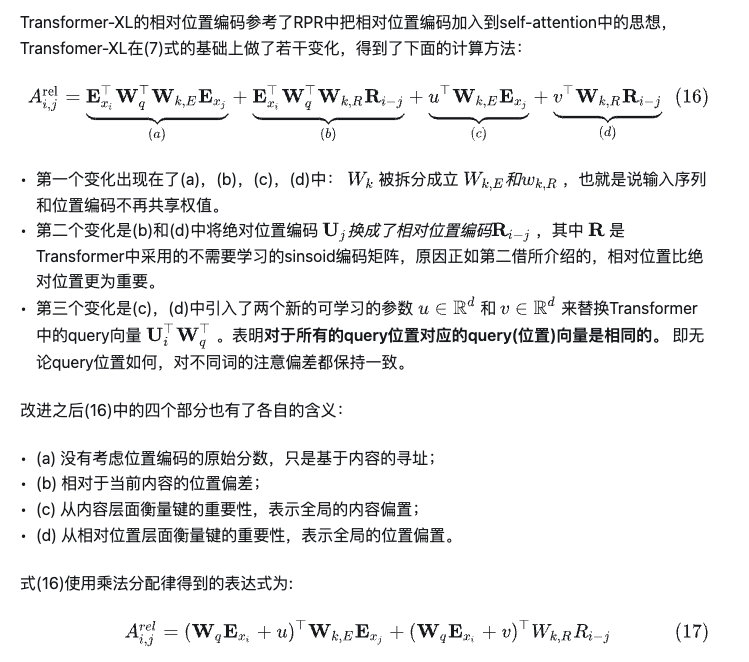 Transformer-XL的相对位置编码参考了RPR中把相对位置编码加入到self-attention中的思想，
Transfomer-XL在(7)式的基础上做了若干变化，得到了下面的计算方法：
$A_{i,j}^{\mathrm{rel}} = \underbrace{\mathbf{E}_{x_i}^{\top}\mathbf{W}_q^{\top}\mathbf{W}_{k,E}\mathbf{E}_{x_j}}_{(a)} + \underbrace{\mathbf{E}_{x_i}^{\top}\mathbf{W}_q^{\top}\mathbf{W}_{k,R}\mathbf{R}_{i-j}}_{(b)} + \underbrace{u^{\top}\mathbf{W}_{k,E}\mathbf{E}_{x_j}}_{(c)} + \underbrace{v^{\top}\mathbf{W}_{k,R}\mathbf{R}_{i-j}}_{(d)}$ (16)
• 第一个变化出现在了(a)，(b)，(c)，(d)中： $W_k$ 被拆分成立 $W_{k,E}和w_{k,R}$ ，也就是说输入序列
和位置编码不再共享权值。
• 第二个变化是(b)和(d)中将绝对位置编码 $\mathbf{U}_j换成了相对位置编码\mathbf{R}_{i-j}$ ，其中 $\mathbf{R}$ 是
Transformer中采用的不需要学习的sinsoid编码矩阵，原因正如第二借所介绍的，相对位置比绝
对位置更为重要。
• 第三个变化是(c)，(d)中引入了两个新的可学习的参数 $u \in \mathbb{R}^d$ 和 $v \in \mathbb{R}^d$ 来替换Transformer
中的query向量 $\mathbf{U}_i^{\top}\mathbf{W}_q^{\top}$ 。表明对于所有的query位置对应的query(位置)向量是相同的。 即无
论query位置如何，对不同词的注意偏差都保持一致。
改进之后(16)中的四个部分也有了各自的含义：
• (a) 没有考虑位置编码的原始分数，只是基于内容的寻址；
• (b) 相对于当前内容的位置偏差；
• (c) 从内容层面衡量键的重要性，表示全局的内容偏置；
• (d) 从相对位置层面衡量键的重要性，表示全局的位置偏置。
式(16)使用乘法分配律得到的表达式为:
$A_{i,j}^{rel} = (\mathbf{W}_q\mathbf{E}_{x_i} + u)^{\top}\mathbf{W}_{k,E}\mathbf{E}_{x_j} + (\mathbf{W}_q\mathbf{E}_{x_i} + v)^{\top}W_{k,R}R_{i-j}$ (17)